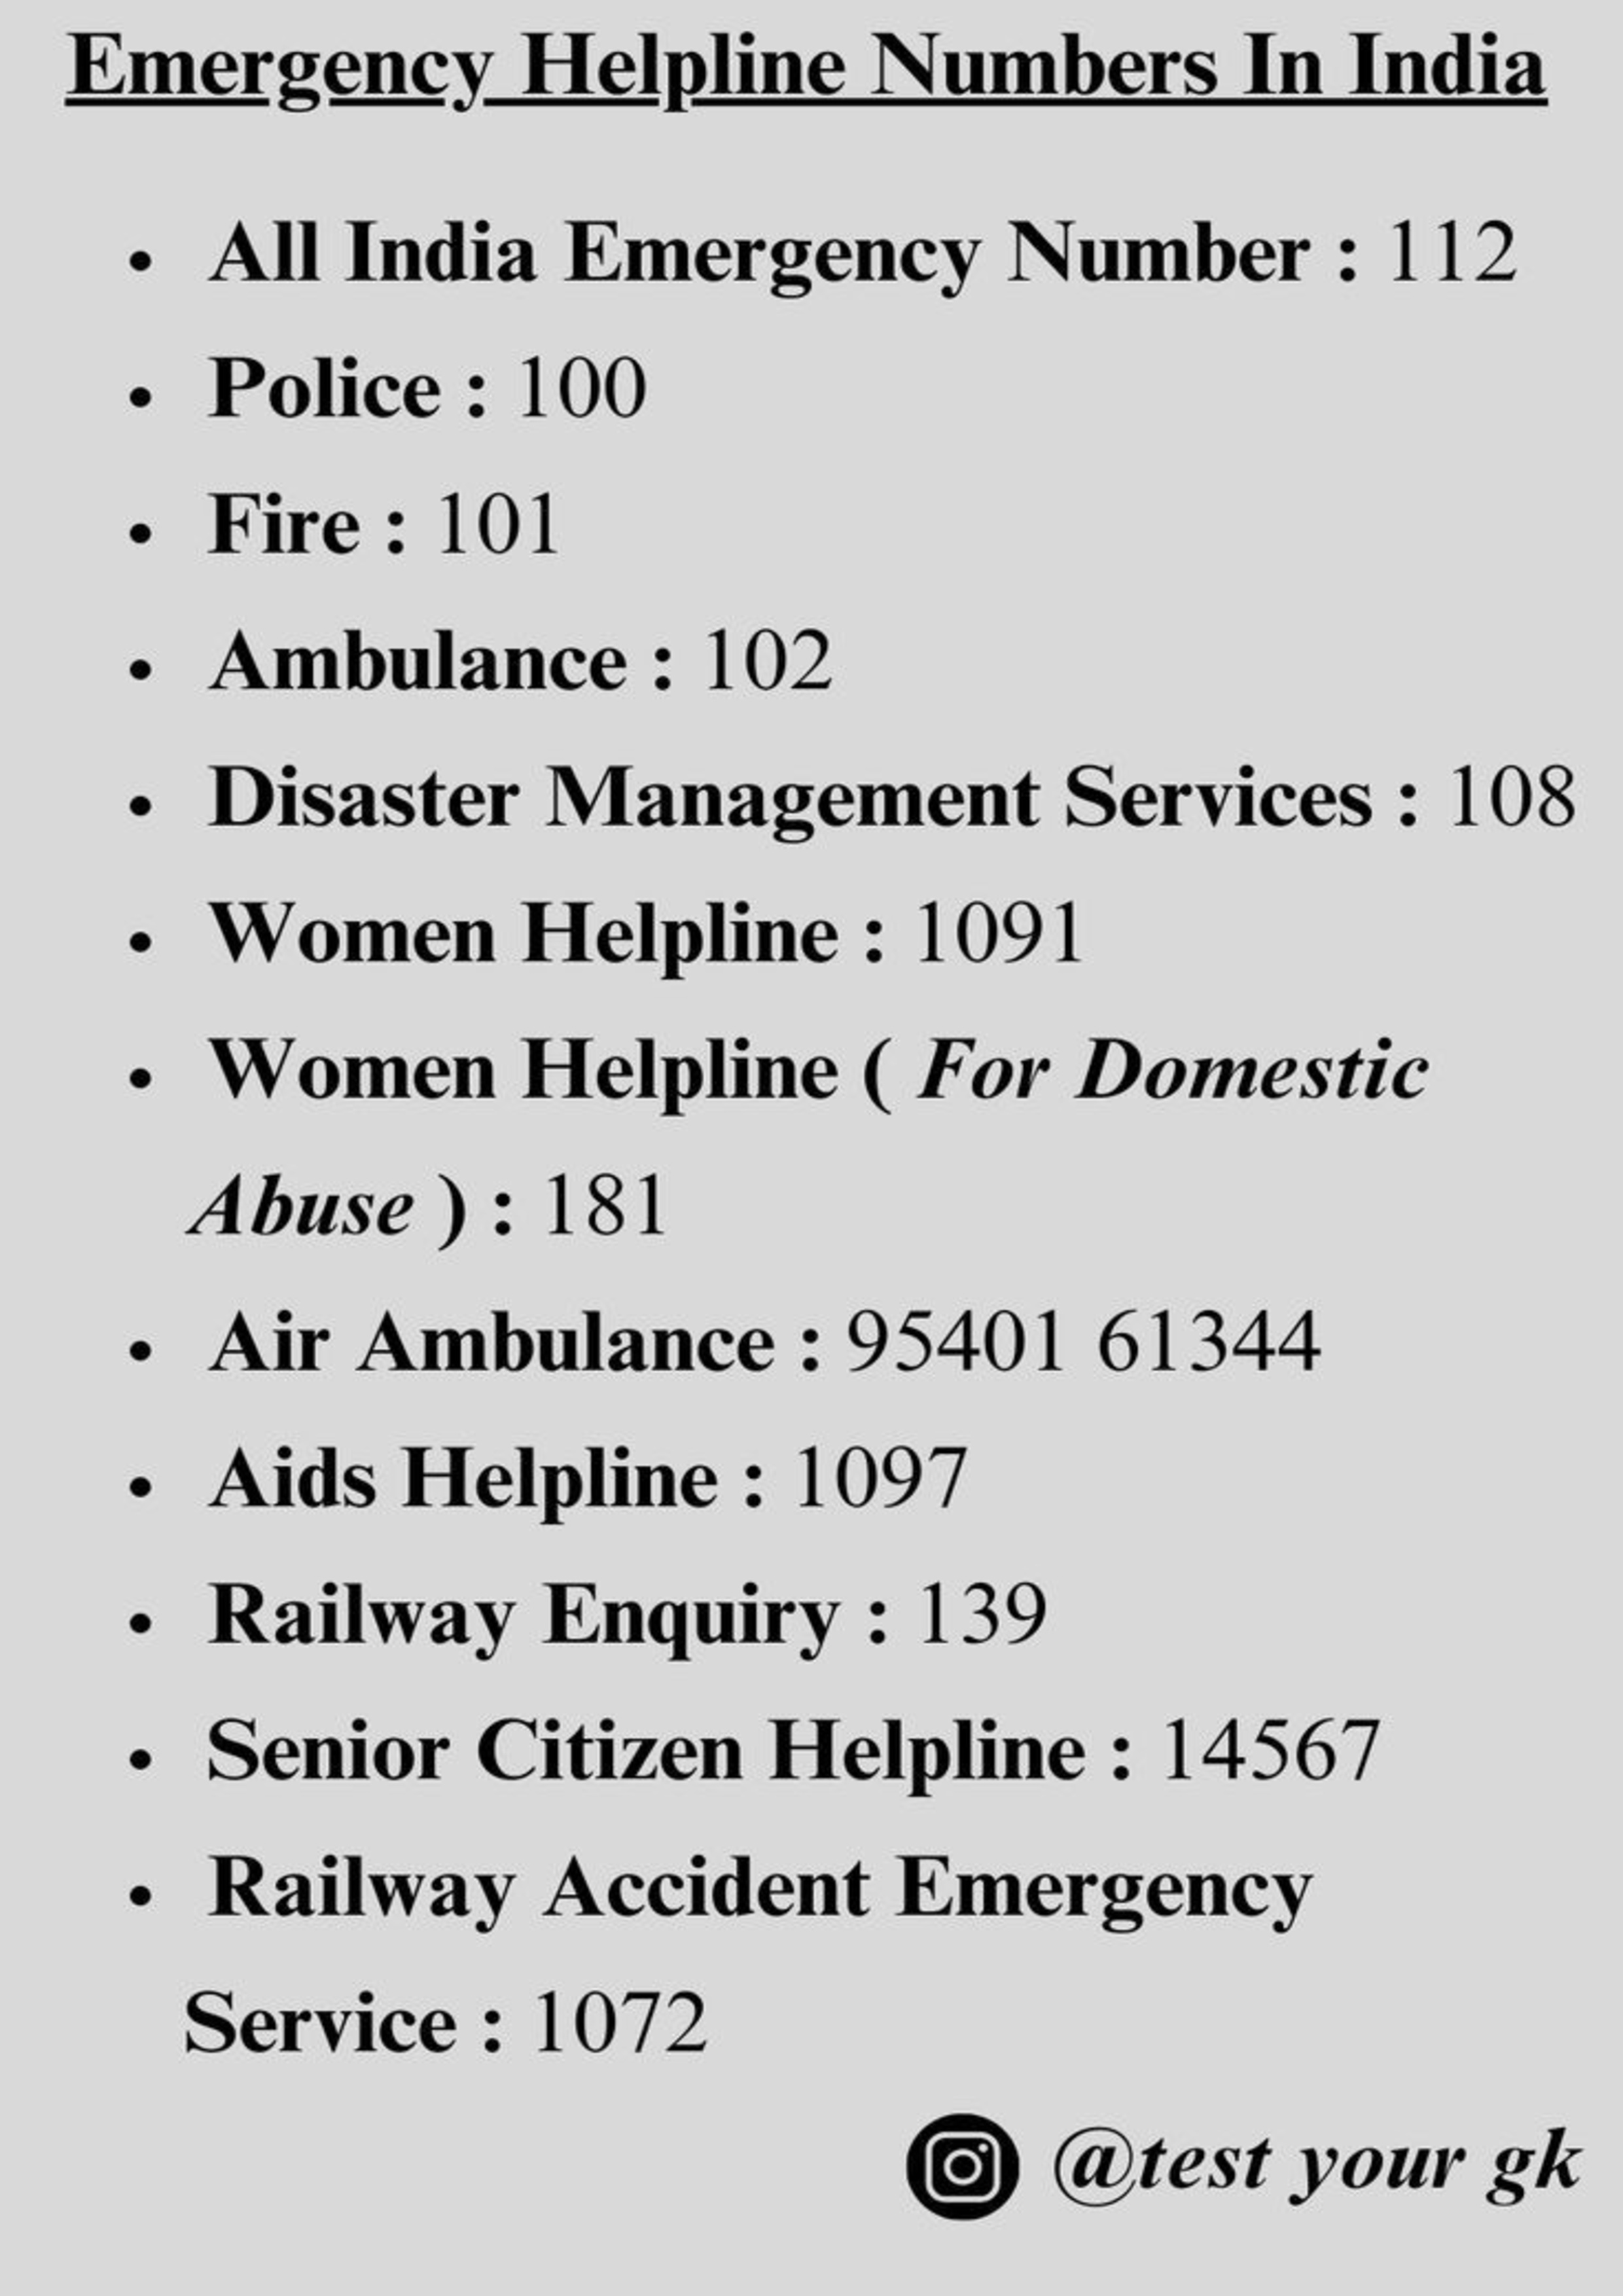 Emergency Helpline Numbers In India
• All India Emergency Number : 112
• Police : 100
• Fire : 101
• Ambulance : 102
• Disaster Management Services : 108
• Women Helpline : 1091
• Women Helpline ( For Domestic
Abuse ) : 181
• Air Ambulance : 95401 61344
• Aids Helpline : 1097
• Railway Enquiry : 139
• Senior Citizen Helpline : 14567
• Railway Accident Emergency
Service : 1072
@test your gk